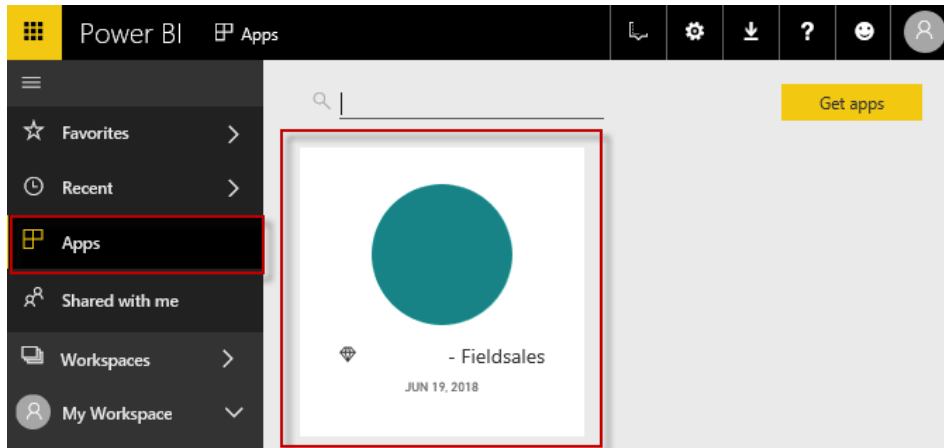 Power BI Apps
?
Get apps
Favorites
Recent
Apps
Shared with me
Workspaces
My Workspace
- Fieldsales
JUN 19, 2018